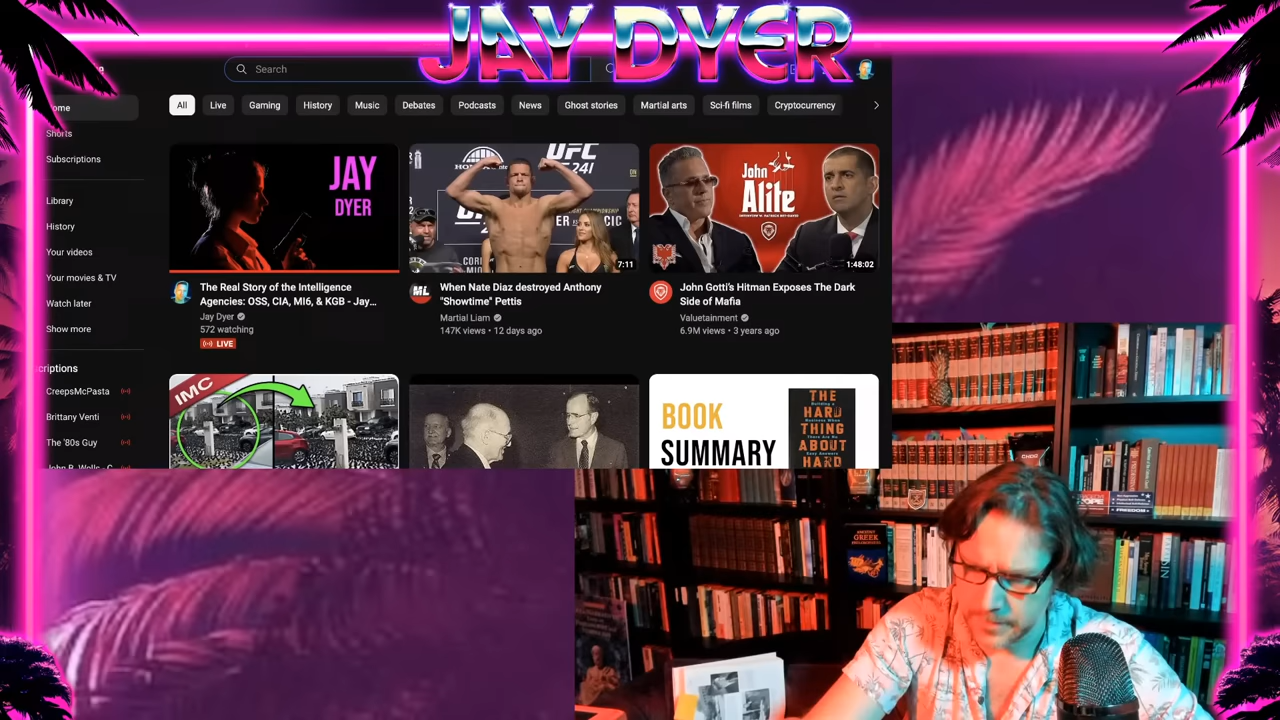 JAY DYER
Search
All
Live
Gaming
History
Music
Debates
Podcasts
News
Ghost stories
Martial arts
Sci-fi films
Cryptocurrency
Shorts
Subscriptions
Library
History
Your videos
Your movies & TV
Watch later
Show more
CreepsMcPasta
Brittany Venti
The '80s Guy
JAY
DYER
The Real Story of the Intelligence
Agencies: OSS, CIA, MI6, & KGB - Jay...
Jay Dyer
572 watching
LIVE
UFC
241
7:11
ML
When Nate Diaz destroyed Anthony
"Showtime" Pettis
Martial Liam
147K views • 12 days ago
John
Alite
1:48:02
John Gotti's Hitman Exposes The Dark
Side of Mafia
Valuetainment
6.9M views • 3 years ago
IMC
BOOK
SUMMARY
THE
HARD
THING
ABOUT
HARD
GREEK